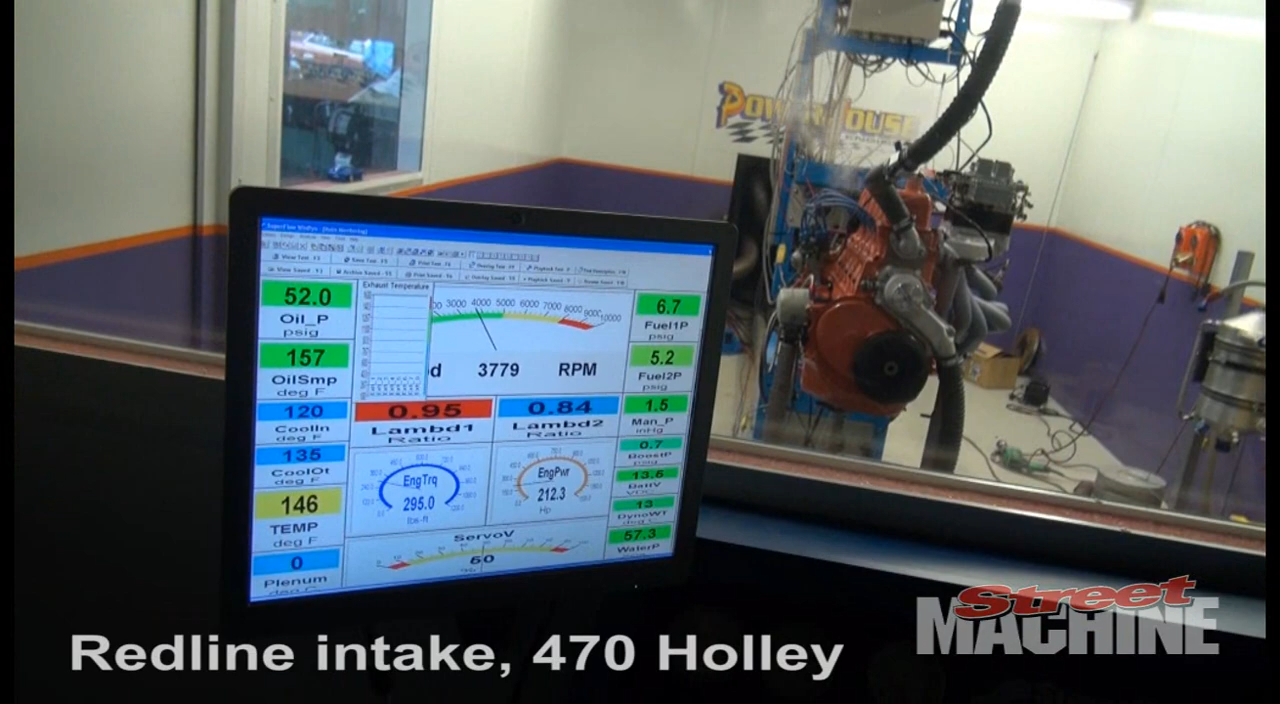 POWERHOUSE
52.0
Oil_P
psig
157
OilSmp
deg F
120
CoolIn
deg F
135
CoolOt
deg F
146
TEMP
deg F
0
Plenum
Exhaust Temperature
3000 4000 5000 6000 7000 8000 9000 10000
3779 RPM
0.95
Lambd1
Ratio
0.84
Lambd2
Ratio
EngTrq
295.0
lbs-ft
EngPwr
212.3
Hp
ServoV
60
6.7
Fuel1P
psig
5.2
Fuel2P
psig
1.5
Man_P
inHg
0.7
BoostP
psig
13.6
BattV
VDC
13
DynoWT
57.3
WaterP
Redline intake, 470 Holley
Street
MACHINE